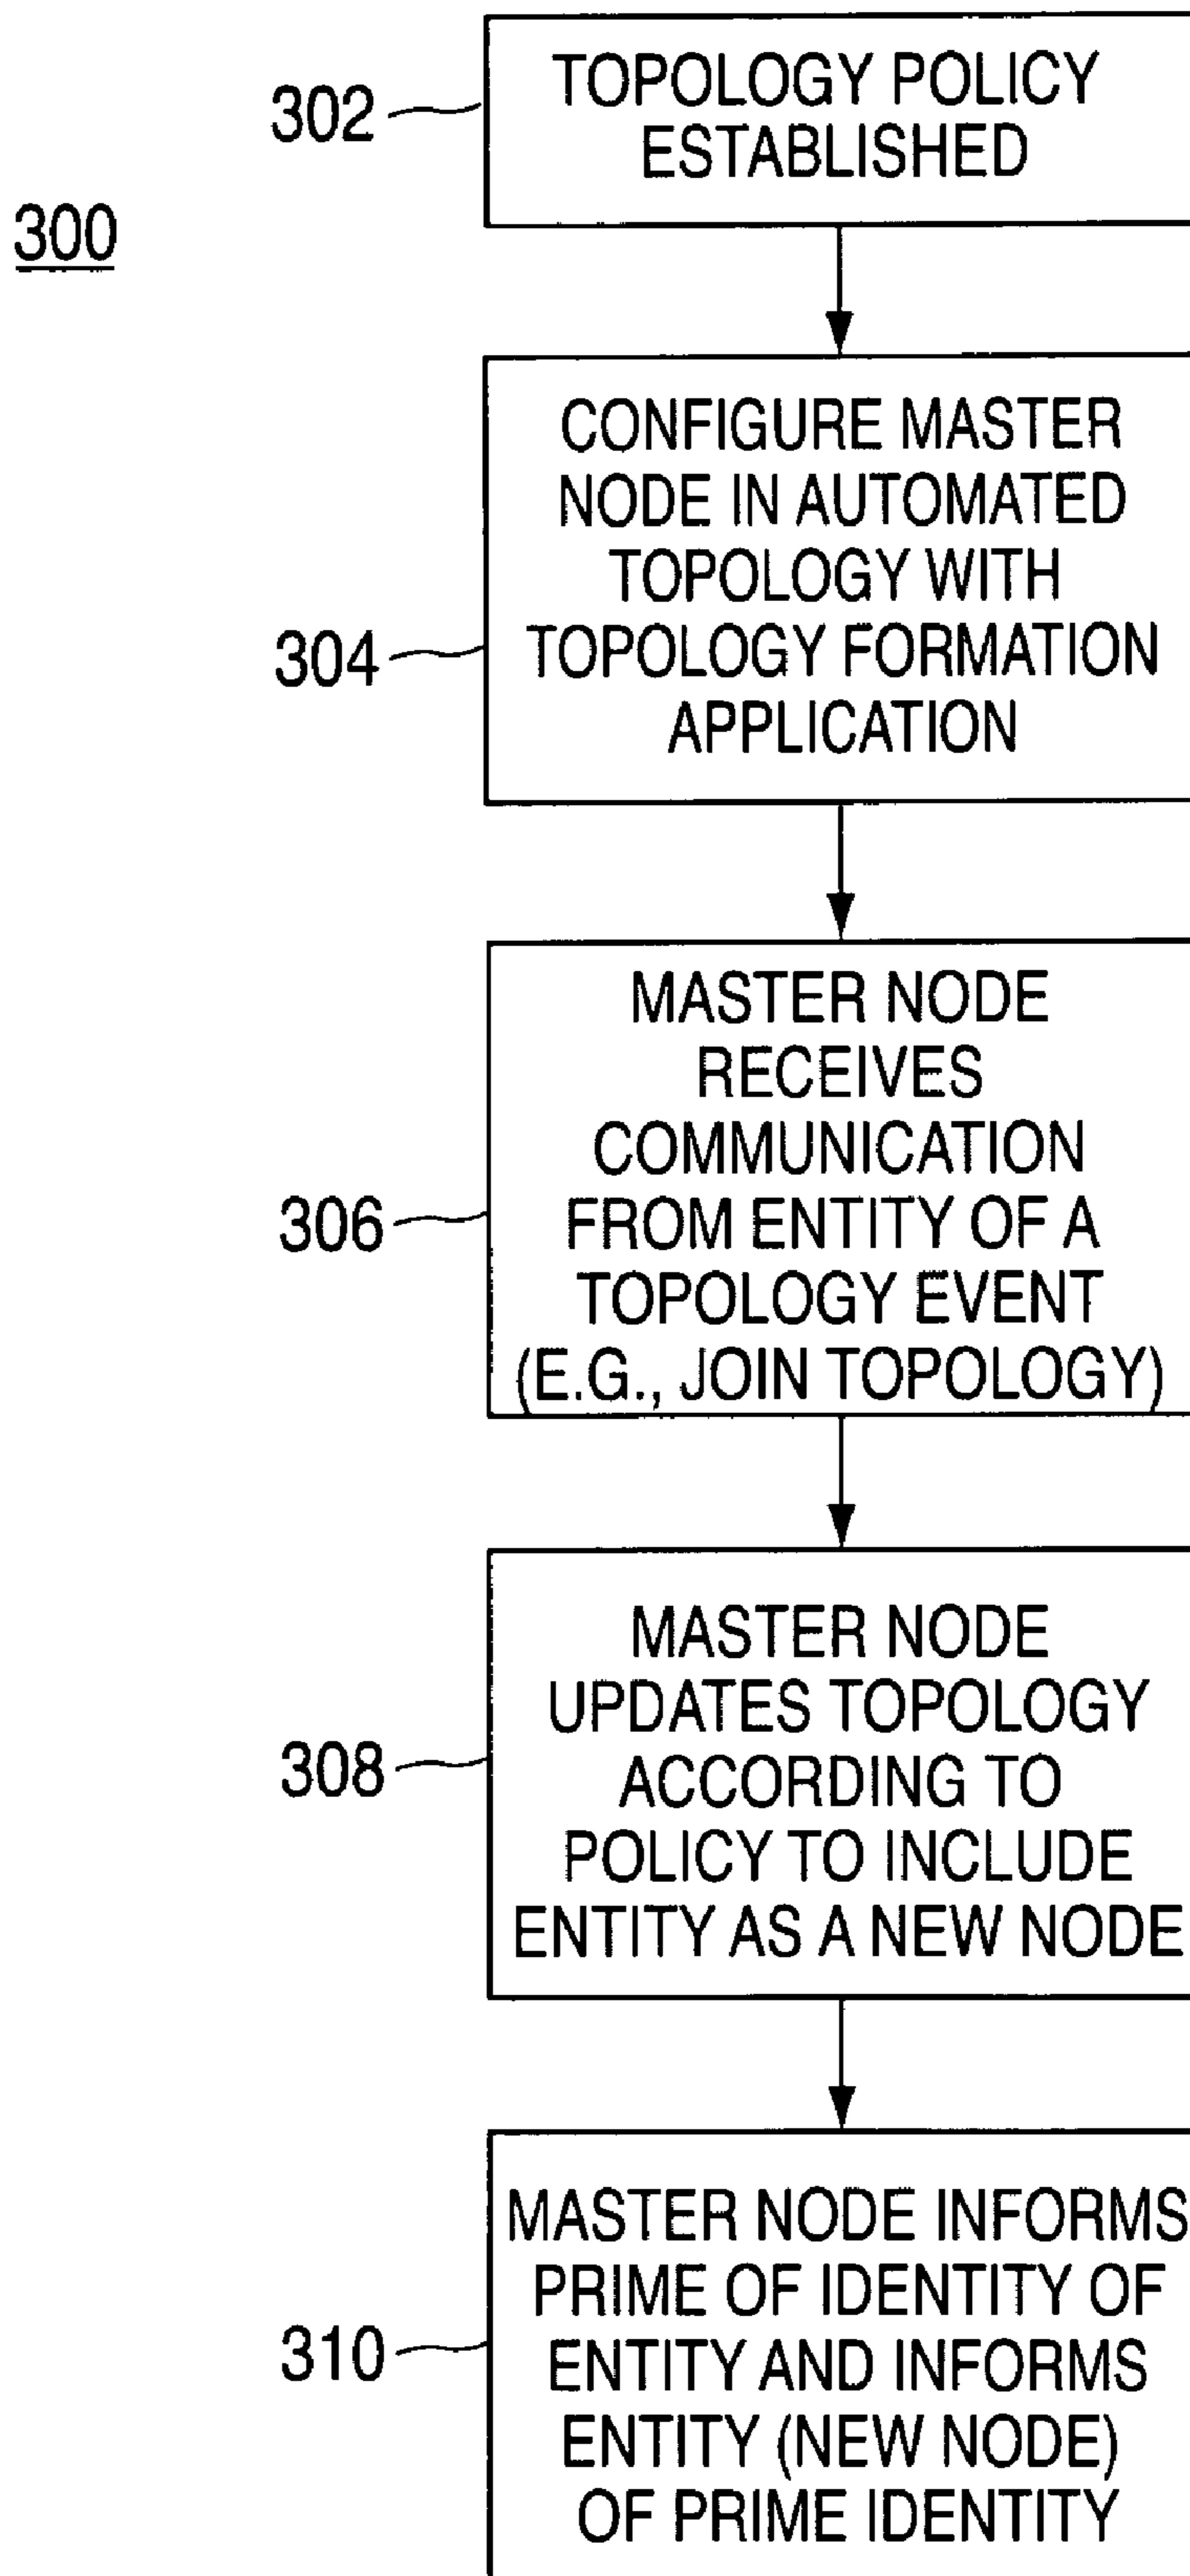 300
302
TOPOLOGY POLICY
ESTABLISHED
304
CONFIGURE MASTER
NODE IN AUTOMATED
TOPOLOGY WITH
TOPOLOGY FORMATION
APPLICATION
306
MASTER NODE
RECEIVES
COMMUNICATION
FROM ENTITY OF A
TOPOLOGY EVENT
(E.G., JOIN TOPOLOGY)
308
MASTER NODE
UPDATES TOPOLOGY
ACCORDING TO
POLICY TO INCLUDE
ENTITY AS A NEW NODE
310
MASTER NODE INFORMS
PRIME OF IDENTITY OF
ENTITY AND INFORMS
ENTITY (NEW NODE)
OF PRIME IDENTITY